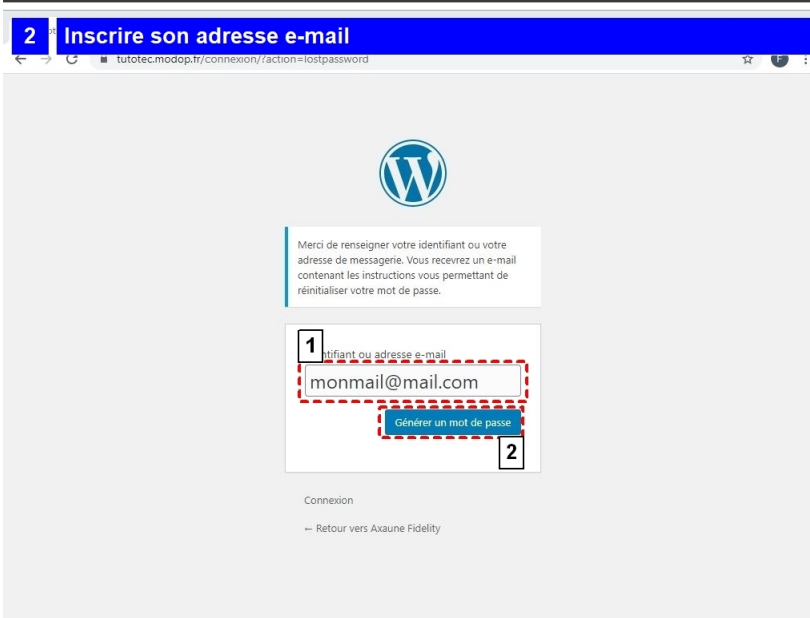 2 Inscrire son adresse e-mail
tutotec.modop.fr/connexion/?action=lostpassword
F
Merci de renseigner votre identifiant ou votre
adresse de messagerie. Vous recevrez un e-mail
contenant les instructions vous permettant de
réinitialiser votre mot de passe.
1
ntifiant ou adresse e-mail
monmail@mail.com
Générer un mot de passe
2
Connexion
← Retour vers Axaune Fidelity